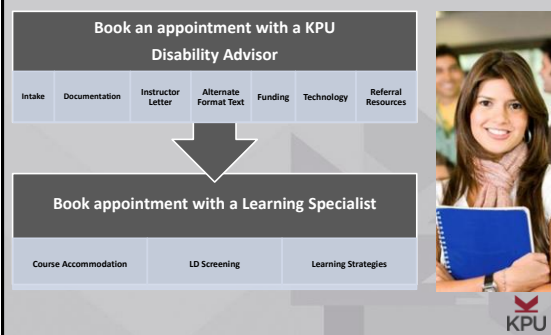 Book an appointment with a KPU
Disability Advisor
Intake
Documentation
Instructor
Letter
Alternate
Format Text
Funding
Technology
Referral
Resources
Book appointment with a Learning Specialist
Course Accommodation
LD Screening
Learning Strategies
KPU